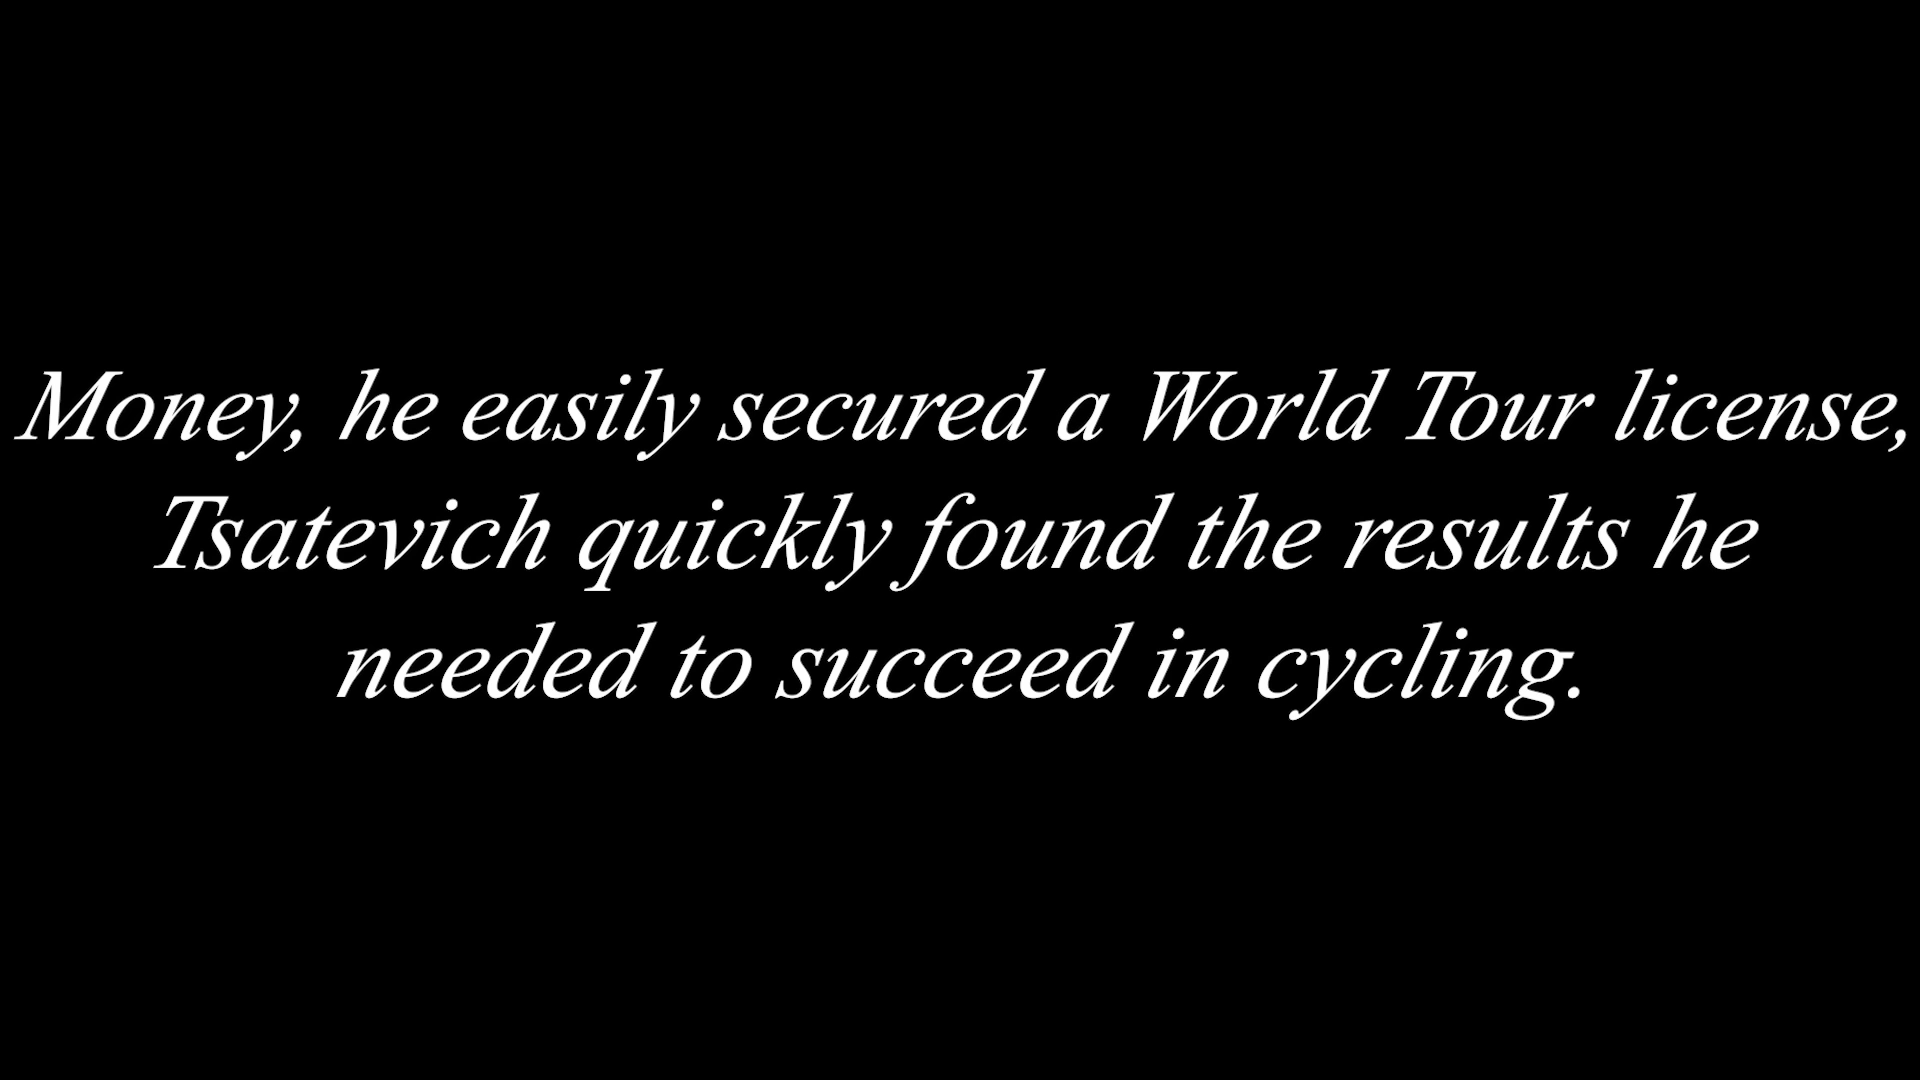 Money, he easily secured a World Tour license,
Tsatevich quickly found the results he
needed to succeed in cycling.